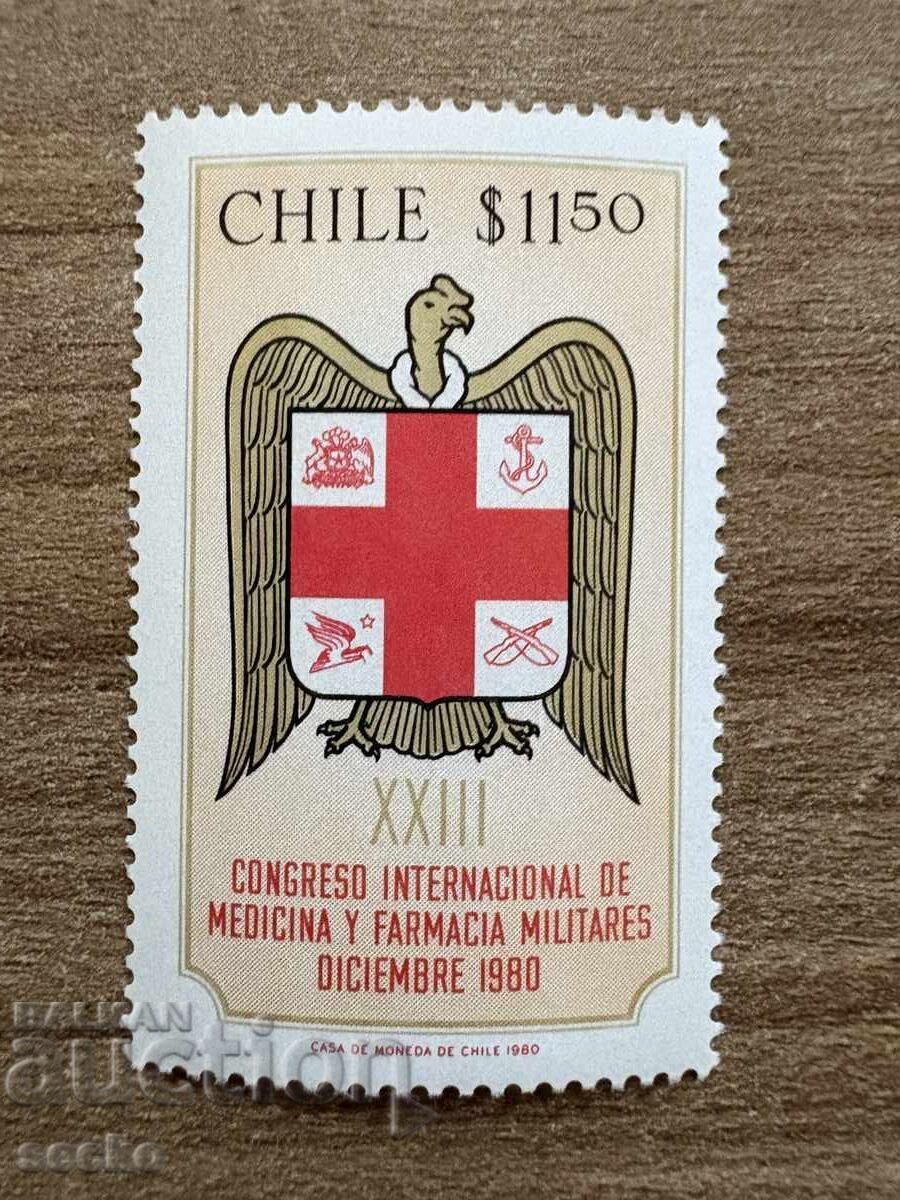 CHILE $1150
XXIII
CONGRESO INTERNACIONAL DE
MEDICINA Y FARMACIA MILITARES
DICIEMBRE 1980
CASA DE MONEDA DE CHILE 1980
BALKAN
auction
secko